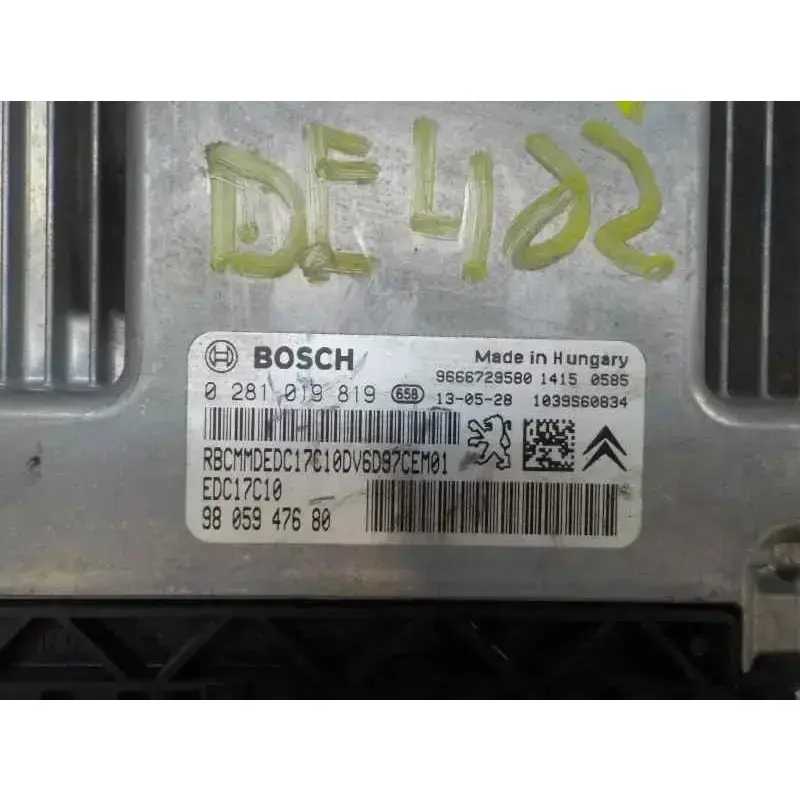 DE402
BOSCH
Made in Hungary
9666729580 1415 0585
0 281 019 819 658 13-05-28 1039S60834
RBCMMDEDC17C10DV6D97CEM01
EDC17C10
98 059 476 80